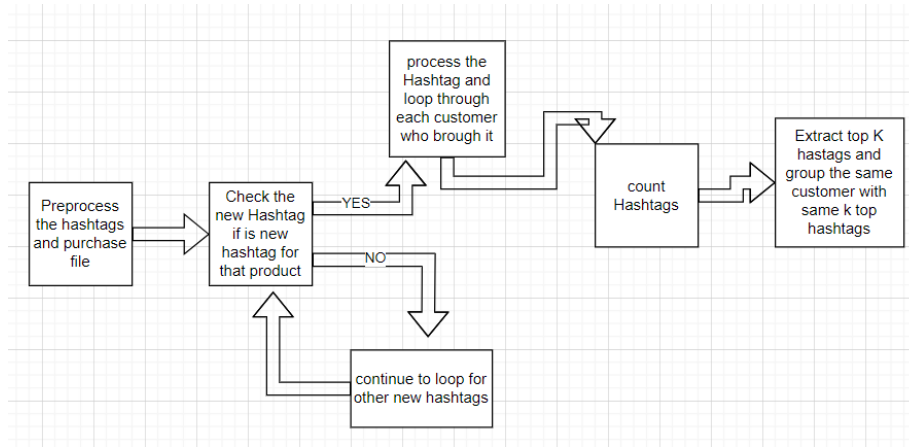 Preprocess
the hashtags
and purchase
file
Check the
new Hashtag
if is new
hashtag for
that product
YES
NO
process the
Hashtag and
loop through
each customer
who brough it
continue to loop for
other new hashtags
count
Hashtags
Extract top K
hastags and
group the same
customer with
same k top
hashtags